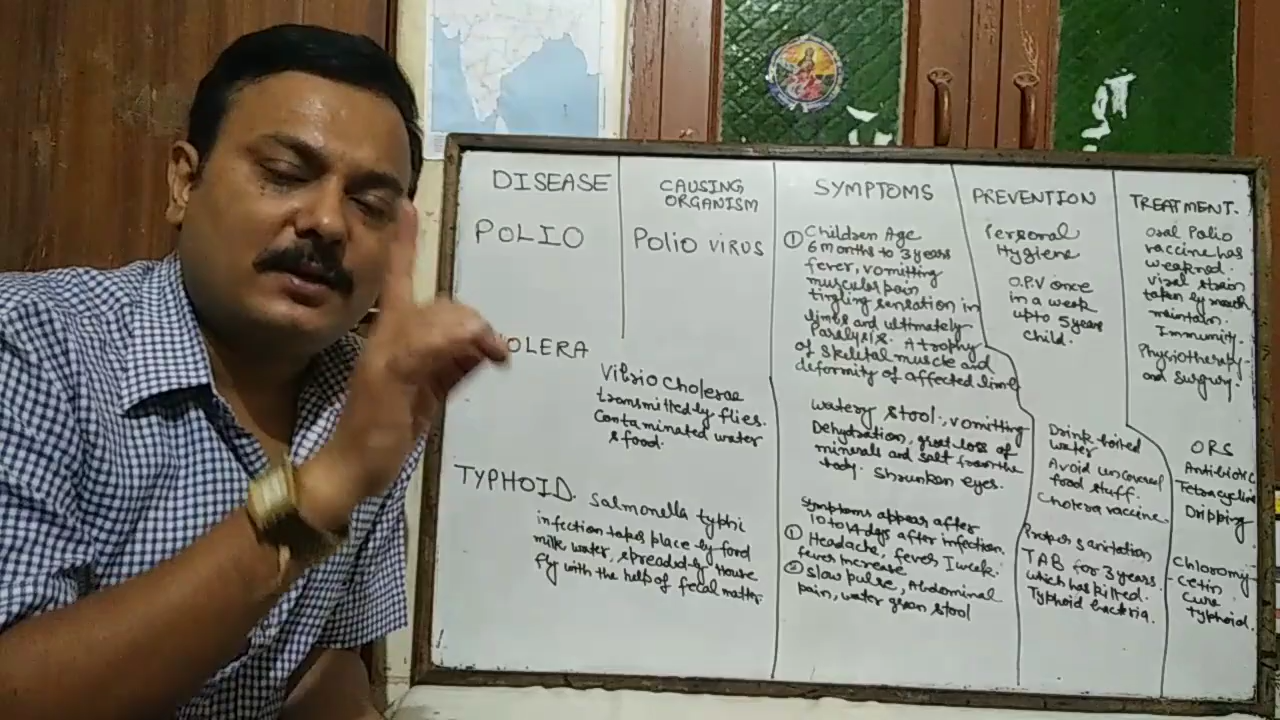 DISEASE
CAUSING
ORGANISM
SYMPTOMS
PREVENTION
TREATMENT.
POLIO
Polio virus
① Children Age
6 months to 3 years
fever, vomitting
muscular pain
tingling sensation in
limbs and ultimately
Paralysis. Atrophy
of skelital muscle and
deformity of affected limb
Personal
Hygiene
O.P.V once
in a week
upto 5 years
child.
Oral Polio
vaccine has
weakned.
viral strain
taken by mouth
maintain.
Immunity.
Physiotherapy.
and surgury.
OLERA
Vibrio cholerae
transmitted by flies.
contaminated water
& food.
watery stool, vomitting
Dehydration, great loss of
minerals and salt from the
body. Shrunken eyes.
Drink boiled
water
Avoid uncovered
food stuff.
Cholera vaccine.
ORS
Antibiotic
Tetracycline
Dripping
TYPHOID.
Salmonella typhi
infection takes place by food
milk, water, spreaded by House
fly with the help of fecal matter.
Symptoms appear after
10 to 14 days after infection.
① Headache, fever I week.
fever increase
② Slow pulse, Abdominal
pain, water green stool
Proper sanitation
TAB for 3 years
which has killed.
Typhoid bacteria.
Chloromy
-cetin
cure
typhoid.